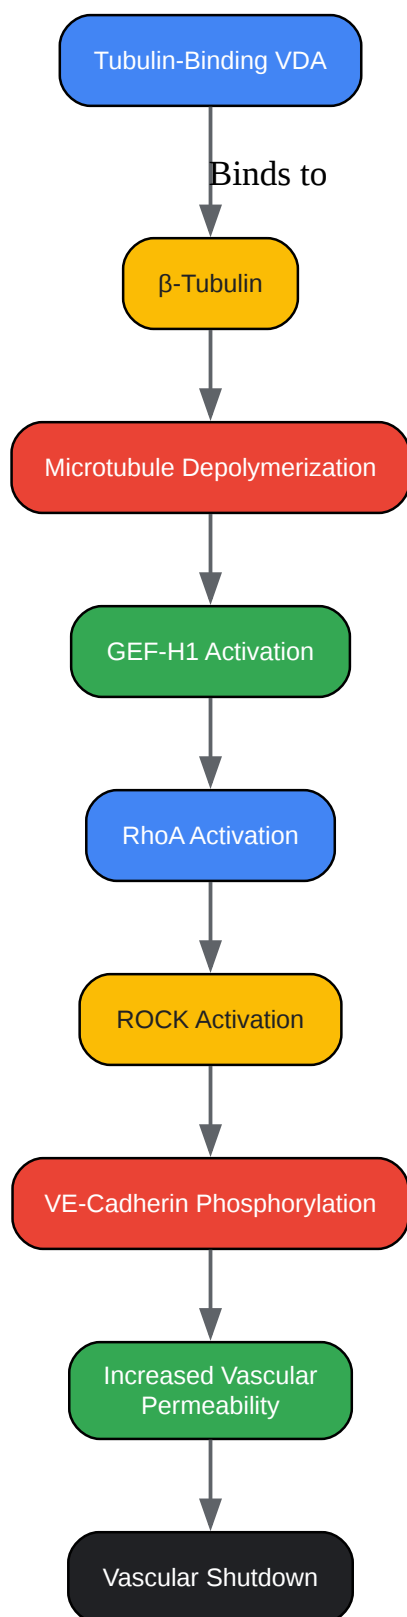 Tubulin-Binding VDA
Binds to
β-Tubulin
Microtubule Depolymerization
GEF-H1 Activation
RhoA Activation
ROCK Activation
VE-Cadherin Phosphorylation
Increased Vascular
Permeability
Vascular Shutdown